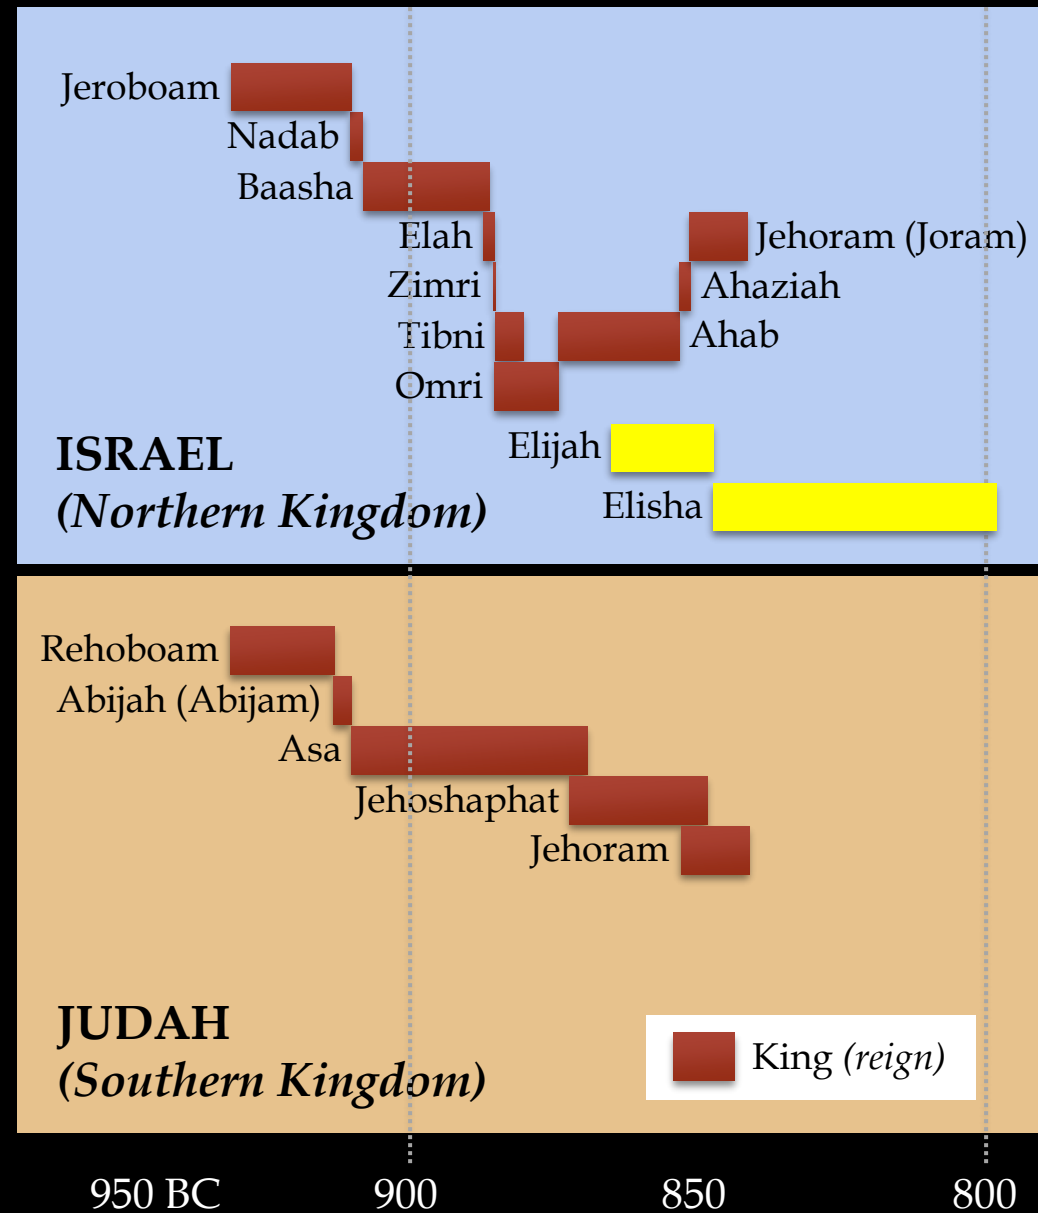 Jeroboam
Nadab
Baasha
Elah
Jehoram (Joram)
Zimri
Ahaziah
Tibni
Ahab
Omri
Elijah
ISRAEL
(Northern Kingdom)
Elisha
Rehoboam
Abijah (Abijam)
Asa
Jehoshaphat
Jehoram
JUDAH
(Southern Kingdom)
King (reign)
950 BC 900 850 800